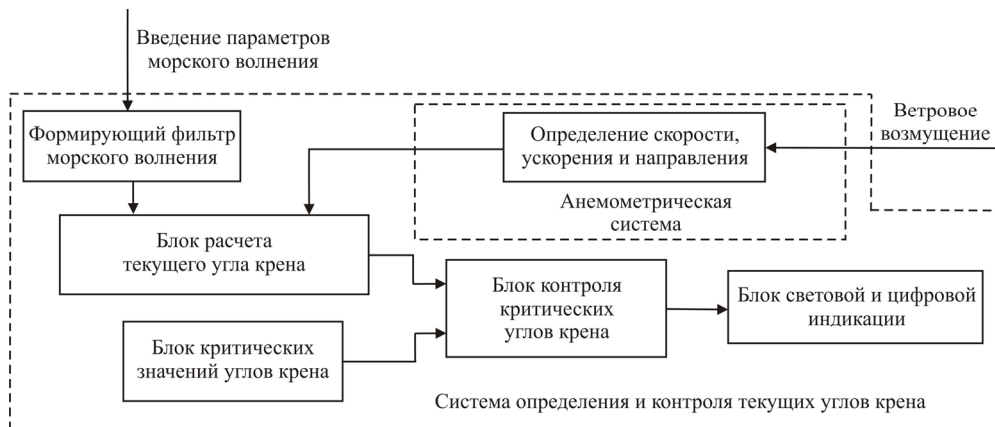 Введение параметров
морского волнения
Формирующий фильтр
морского волнения
Определение скорости,
ускорения и направления
Ветровое
возмущение
Анемометрическая
система
Блок расчета
текущего угла крена
Блок контроля
критических
углов крена
Блок световой и цифровой
индикации
Блок критических
значений углов крена
Система определения и контроля текущих углов крена